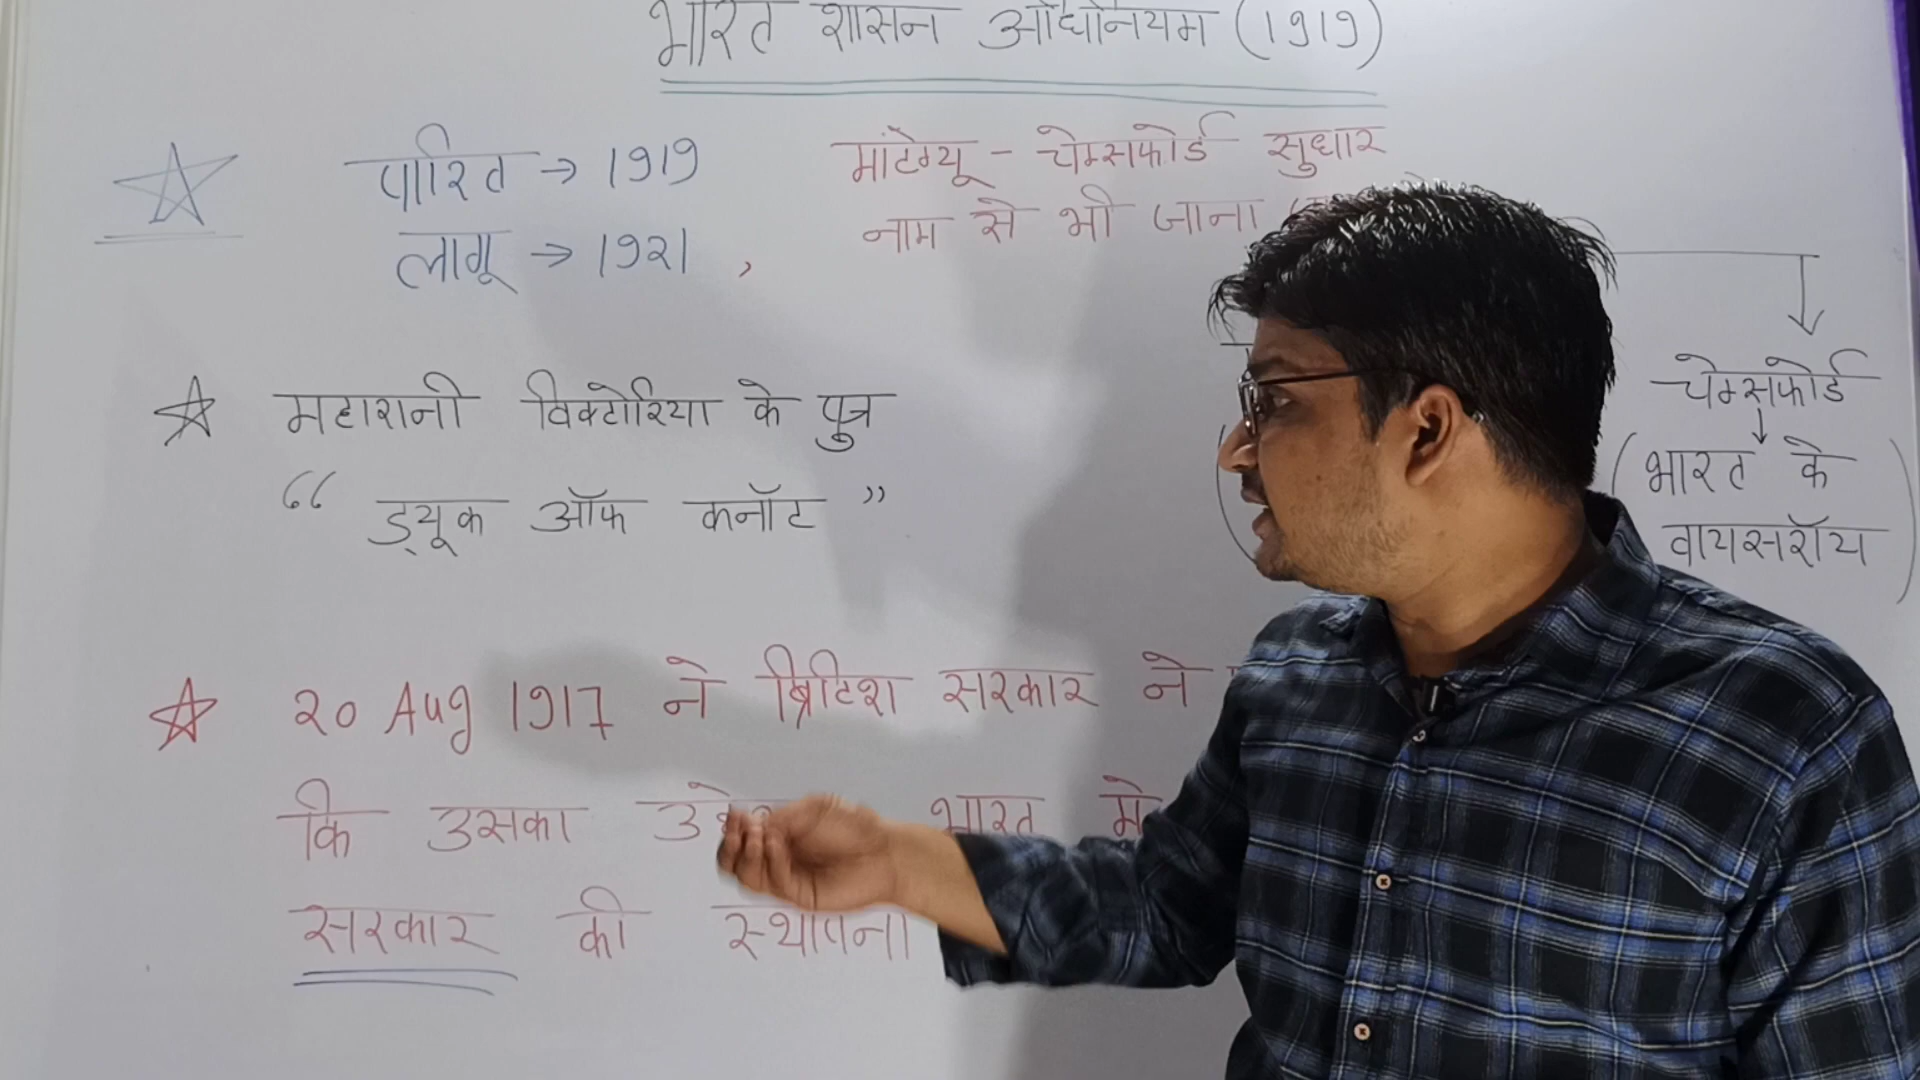 भारत शासन अधिनियम (1919)
पारित → 1919
लागू → 1921 ,
मांटेग्यू - चेम्सफोर्ड सुधार
नाम से भी जाना
चेम्सफोर्ड
↓
(भारत के
वायसरॉय)
महारानी विक्टोरिया के पुत्र
“ ड्यूक ऑफ कनॉट ”
20 Aug 1917 ने ब्रिटिश सरकार ने
कि उसका भारत मे
सरकार की स्थापना